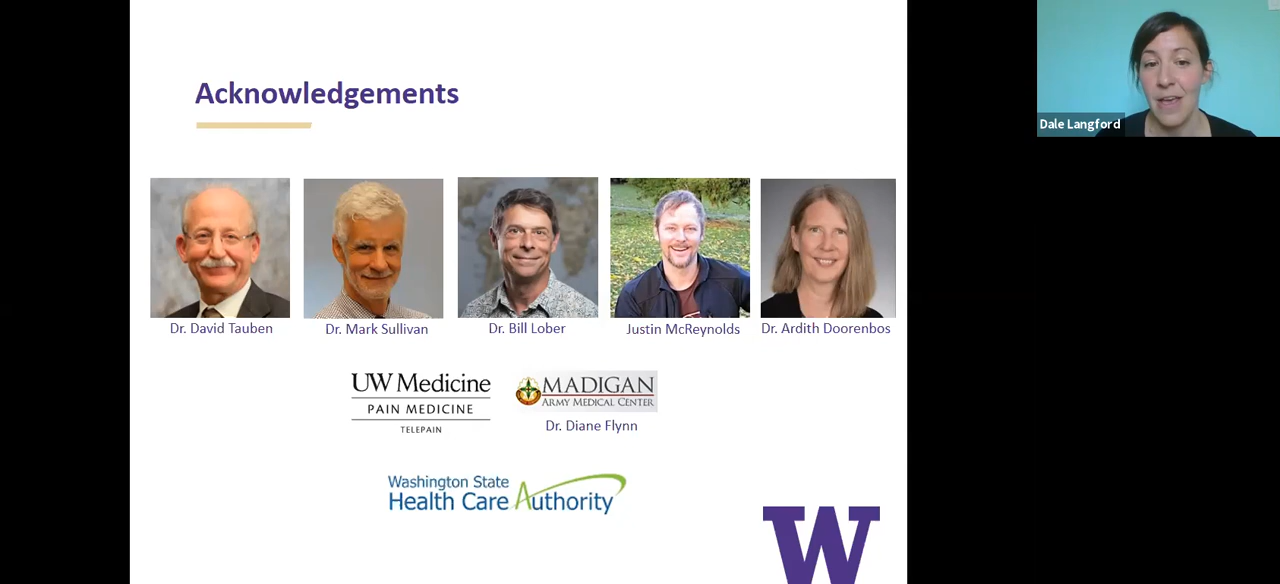 Acknowledgements
Dale Langford
Dr. David Tauben
Dr. Mark Sullivan
Dr. Bill Lober
Justin McReynolds
Dr. Ardith Doorenbos
UW Medicine
PAIN MEDICINE
TELEPAIN
MADIGAN
ARMY MEDICAL CENTER
Dr. Diane Flynn
Washington State
Health Care Authority
W